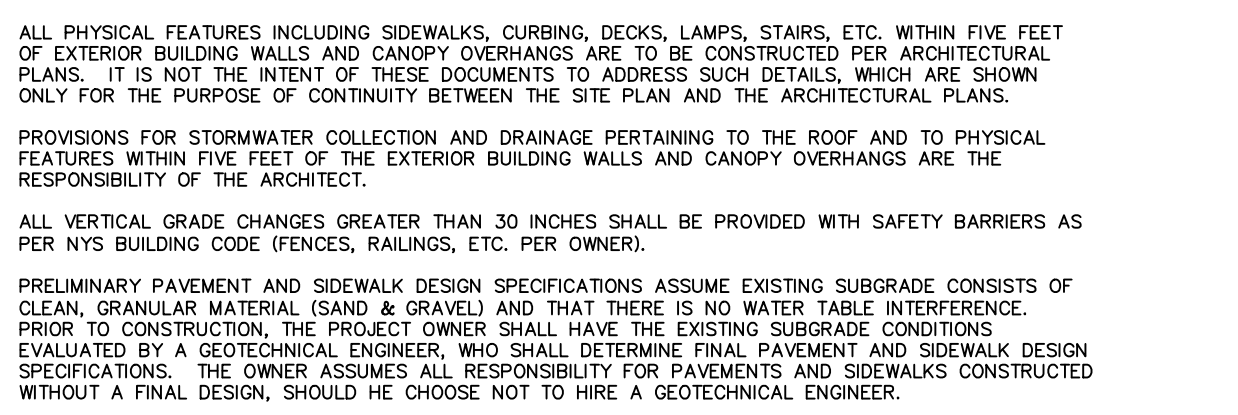 ALL PHYSICAL FEATURES INCLUDING SIDEWALKS, CURBING, DECKS, LAMPS, STAIRS, ETC. WITHIN FIVE FEET
OF EXTERIOR BUILDING WALLS AND CANOPY OVERHANGS ARE TO BE CONSTRUCTED PER ARCHITECTURAL
PLANS.  IT IS NOT THE INTENT OF THESE DOCUMENTS TO ADDRESS SUCH DETAILS, WHICH ARE SHOWN
ONLY FOR THE PURPOSE OF CONTINUITY BETWEEN THE SITE PLAN AND THE ARCHITECTURAL PLANS.
PROVISIONS FOR STORMWATER COLLECTION AND DRAINAGE PERTAINING TO THE ROOF AND TO PHYSICAL
FEATURES WITHIN FIVE FEET OF THE EXTERIOR BUILDING WALLS AND CANOPY OVERHANGS ARE THE
RESPONSIBILITY OF THE ARCHITECT.
ALL VERTICAL GRADE CHANGES GREATER THAN 30 INCHES SHALL BE PROVIDED WITH SAFETY BARRIERS AS
PER NYS BUILDING CODE (FENCES, RAILINGS, ETC. PER OWNER).
PRELIMINARY PAVEMENT AND SIDEWALK DESIGN SPECIFICATIONS ASSUME EXISTING SUBGRADE CONSISTS OF
CLEAN, GRANULAR MATERIAL (SAND & GRAVEL) AND THAT THERE IS NO WATER TABLE INTERFERENCE.
PRIOR TO CONSTRUCTION, THE PROJECT OWNER SHALL HAVE THE EXISTING SUBGRADE CONDITIONS
EVALUATED BY A GEOTECHNICAL ENGINEER, WHO SHALL DETERMINE FINAL PAVEMENT AND SIDEWALK DESIGN
SPECIFICATIONS.  THE OWNER ASSUMES ALL RESPONSIBILITY FOR PAVEMENTS AND SIDEWALKS CONSTRUCTED
WITHOUT A FINAL DESIGN, SHOULD HE CHOOSE NOT TO HIRE A GEOTECHNICAL ENGINEER.